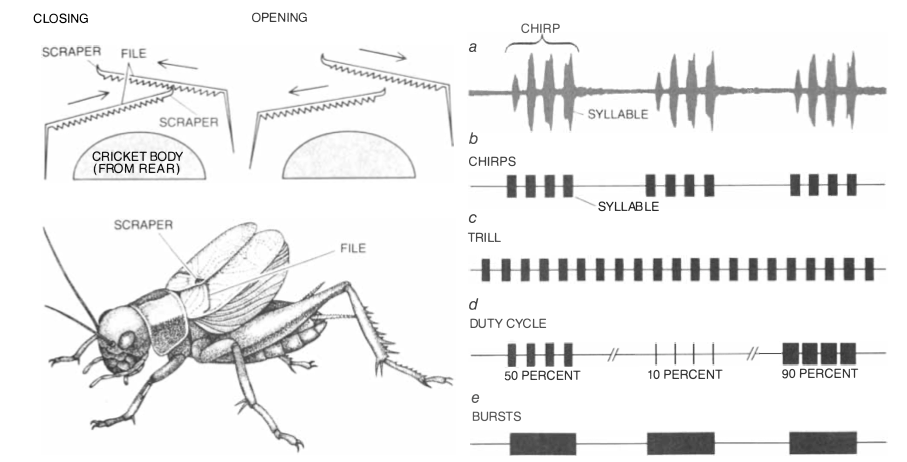 CLOSING
OPENING
SCRAPER
FILE
SCRAPER
CRICKET BODY
(FROM REAR)
SCRAPER
FILE
a
CHIRP
SYLLABLE
b
CHIRPS
SYLLABLE
c
TRILL
d
DUTY CYCLE
50 PERCENT
10 PERCENT
90 PERCENT
e
BURSTS